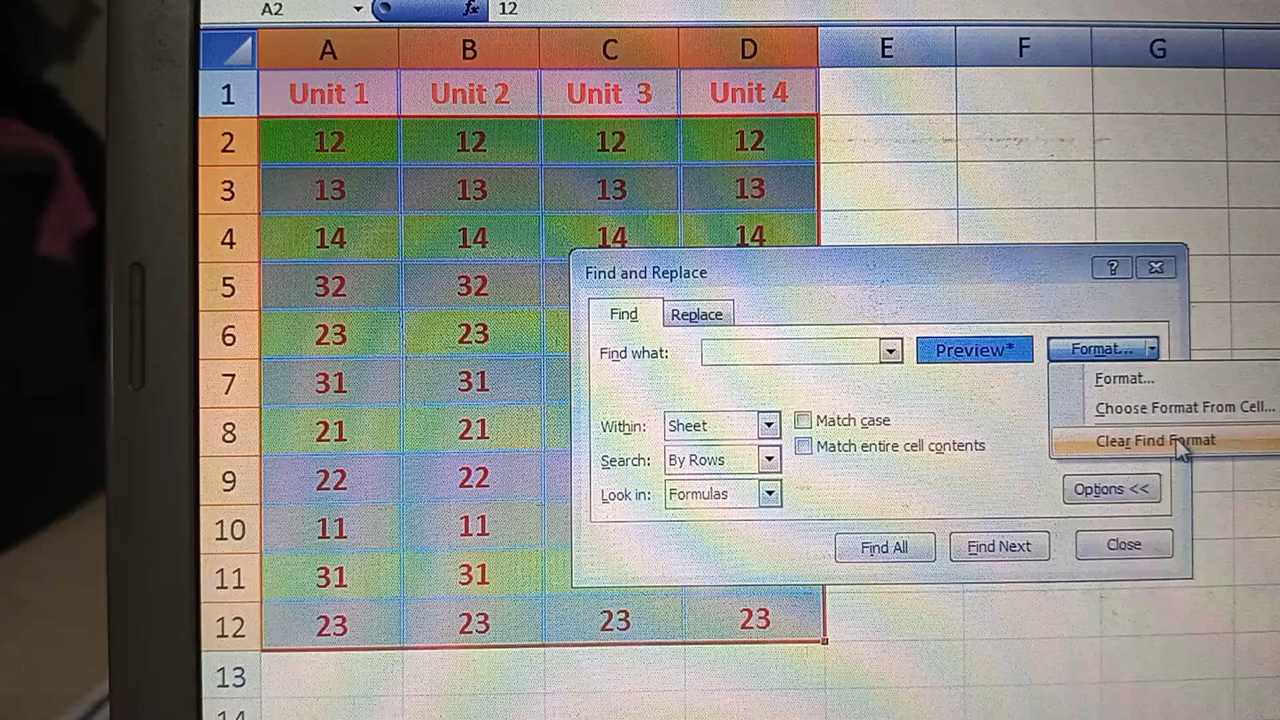 A2 fx 12
A B C D E F G
1 Unit 1 Unit 2 Unit  3 Unit 4
2 12 12 12 12
3 13 13 13 13
4 14 14 14 14
5 32 32
6 23 23
7 31 31
8 21 21
9 22 22
10 11 11
11 31 31
12 23 23 23 23
13
14
Find and Replace ?
Find Replace
Find what: Preview* Format...
Format...
Choose Format From Cell...
Clear Find Format
Within: Sheet Match case
Search: By Rows Match entire cell contents
Look in: Formulas Options <<
Find All Find Next Close